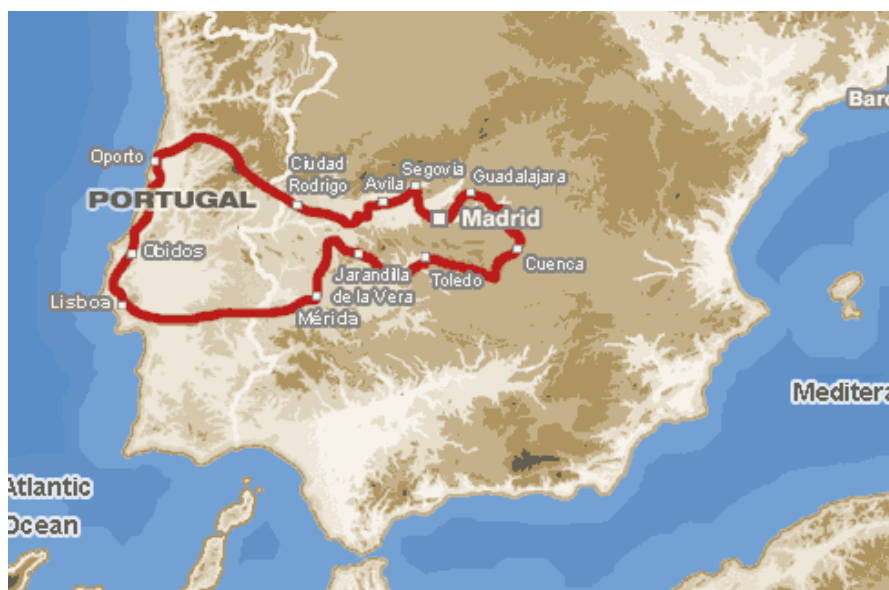 Barc
Oporto
Ciudad
Rodrigo
Avila
Segovia
Guadalajara
PORTUGAL
Madrid
Obidos
Cuenca
Jarandilla
de la Vera
Toledo
Lisboa
Mérida
Mediterra
Atlantic
Ocean